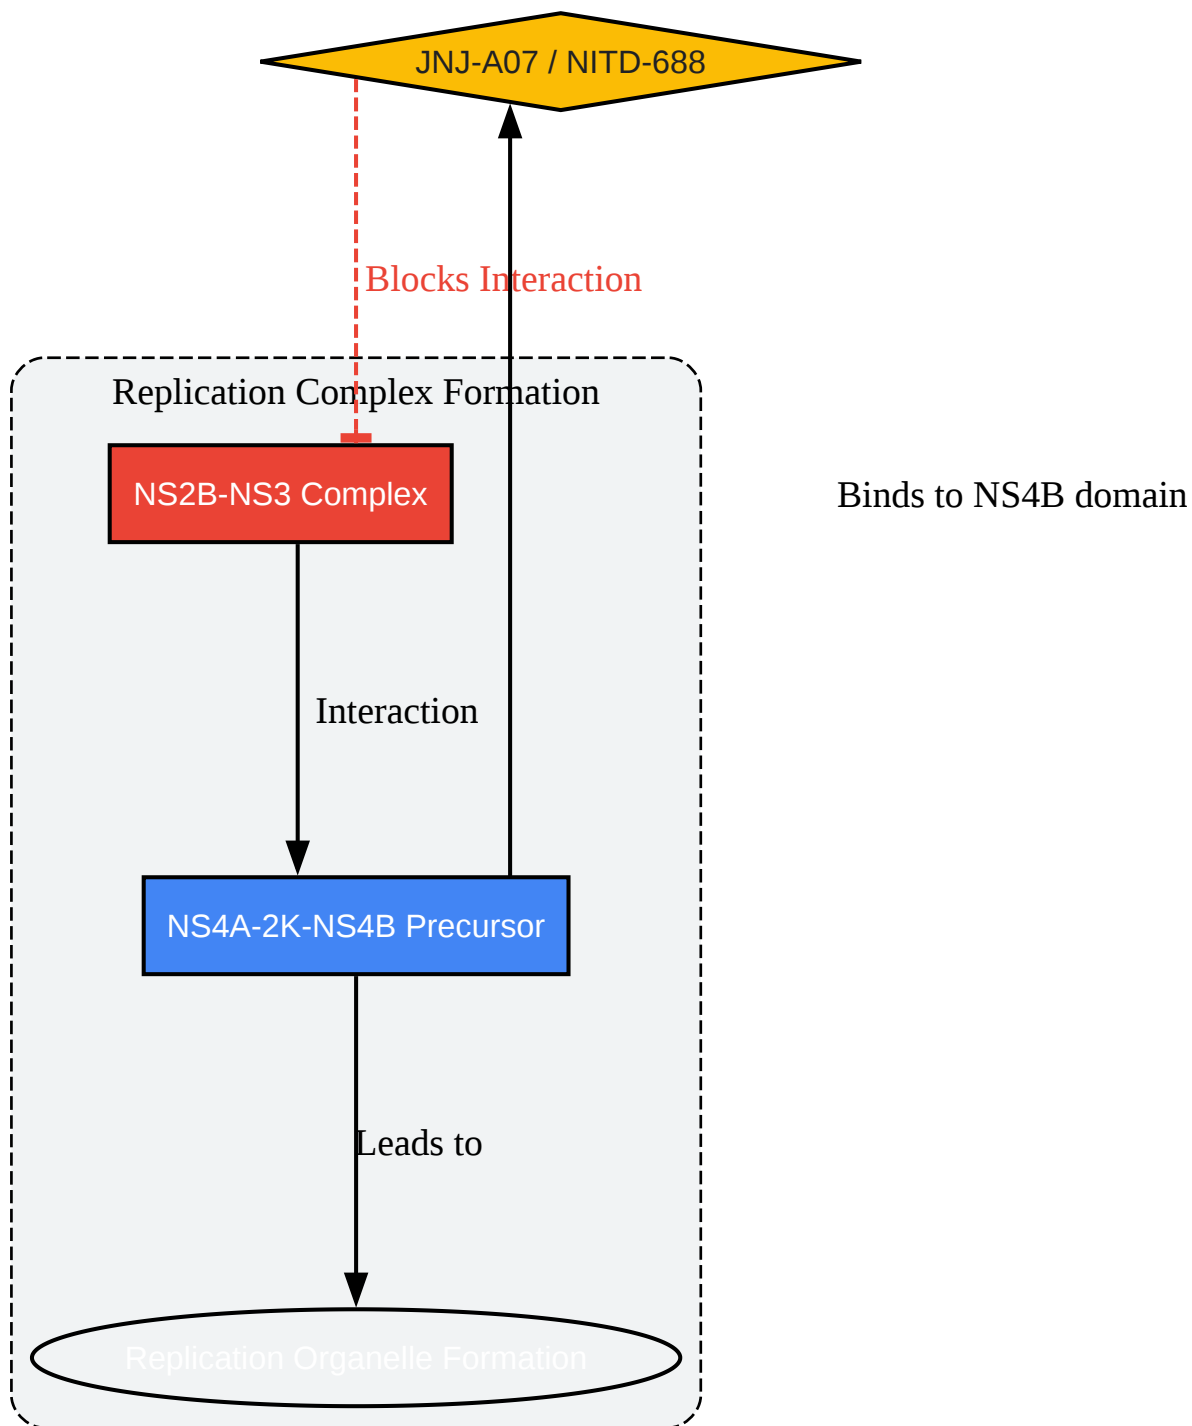 JNJ-A07 / NITD-688
Blocks Interaction
Replication Complex Formation
NS2B-NS3 Complex
Binds to NS4B domain
Interaction
NS4A-2K-NS4B Precursor
Leads to
Replication Organelle Formation